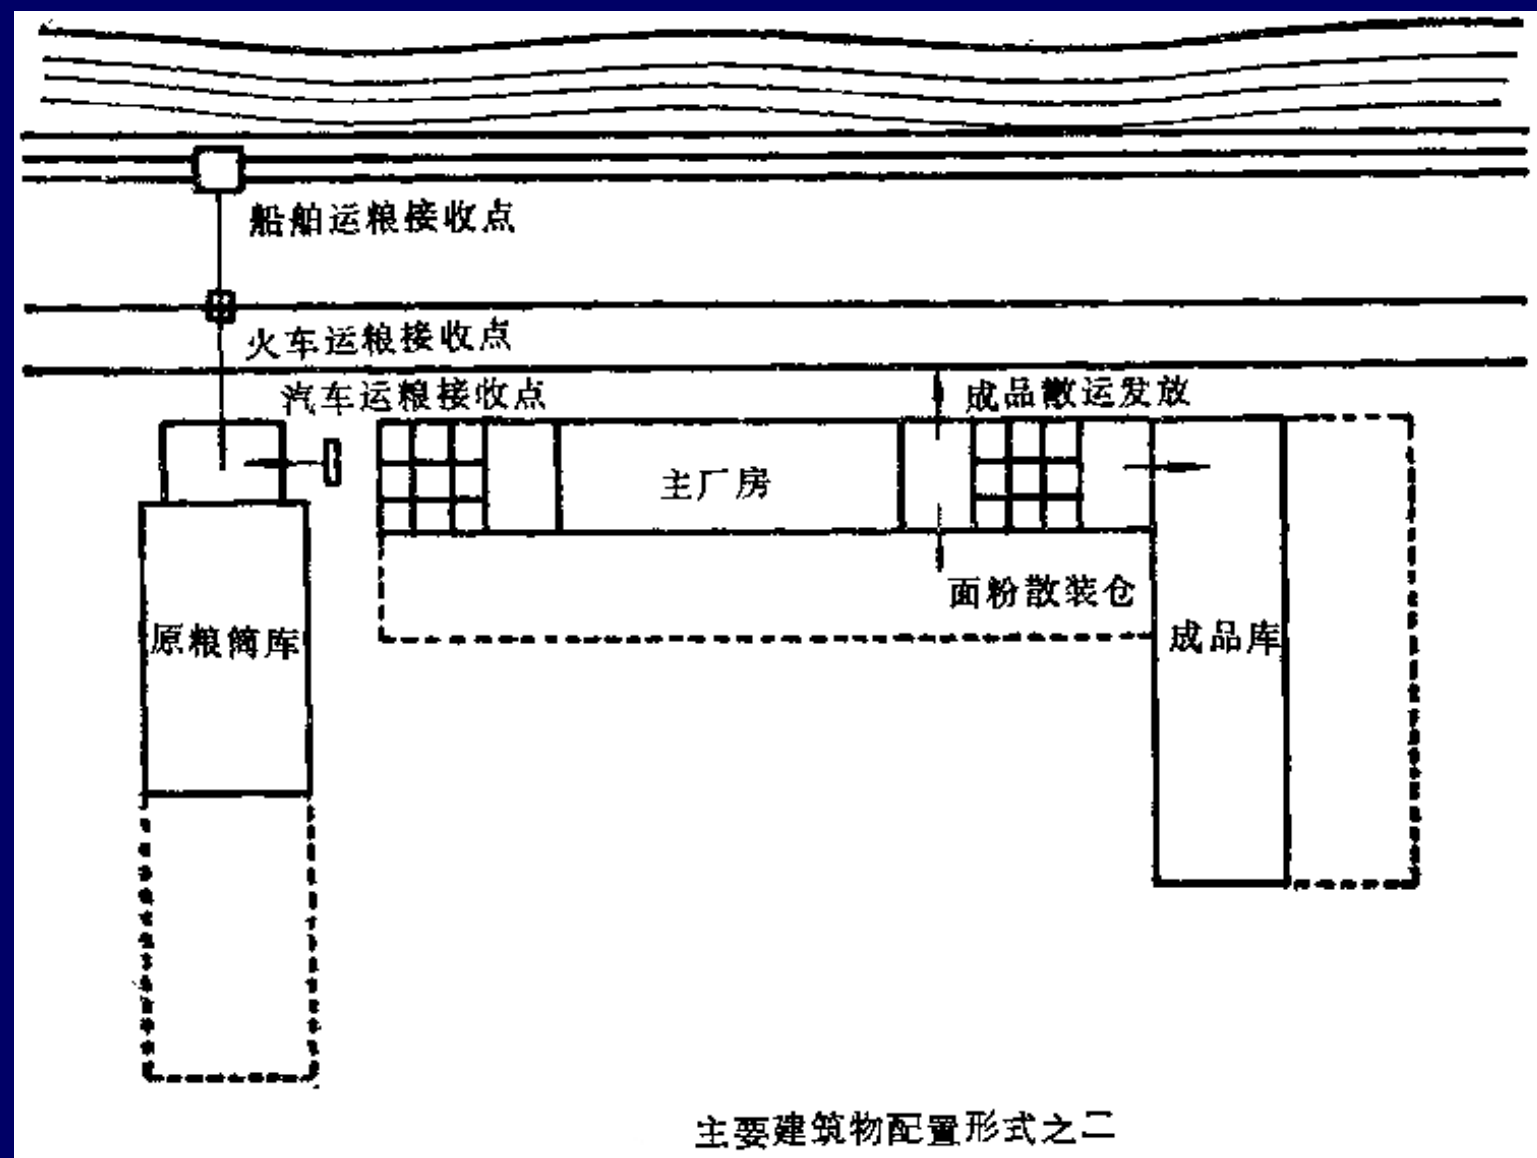 船舶运粮接收点
火车运粮接收点
汽车运粮接收点
成品散运发放
主厂房
面粉散装仓
原粮筒库
成品库
主要建筑物配置形式之二